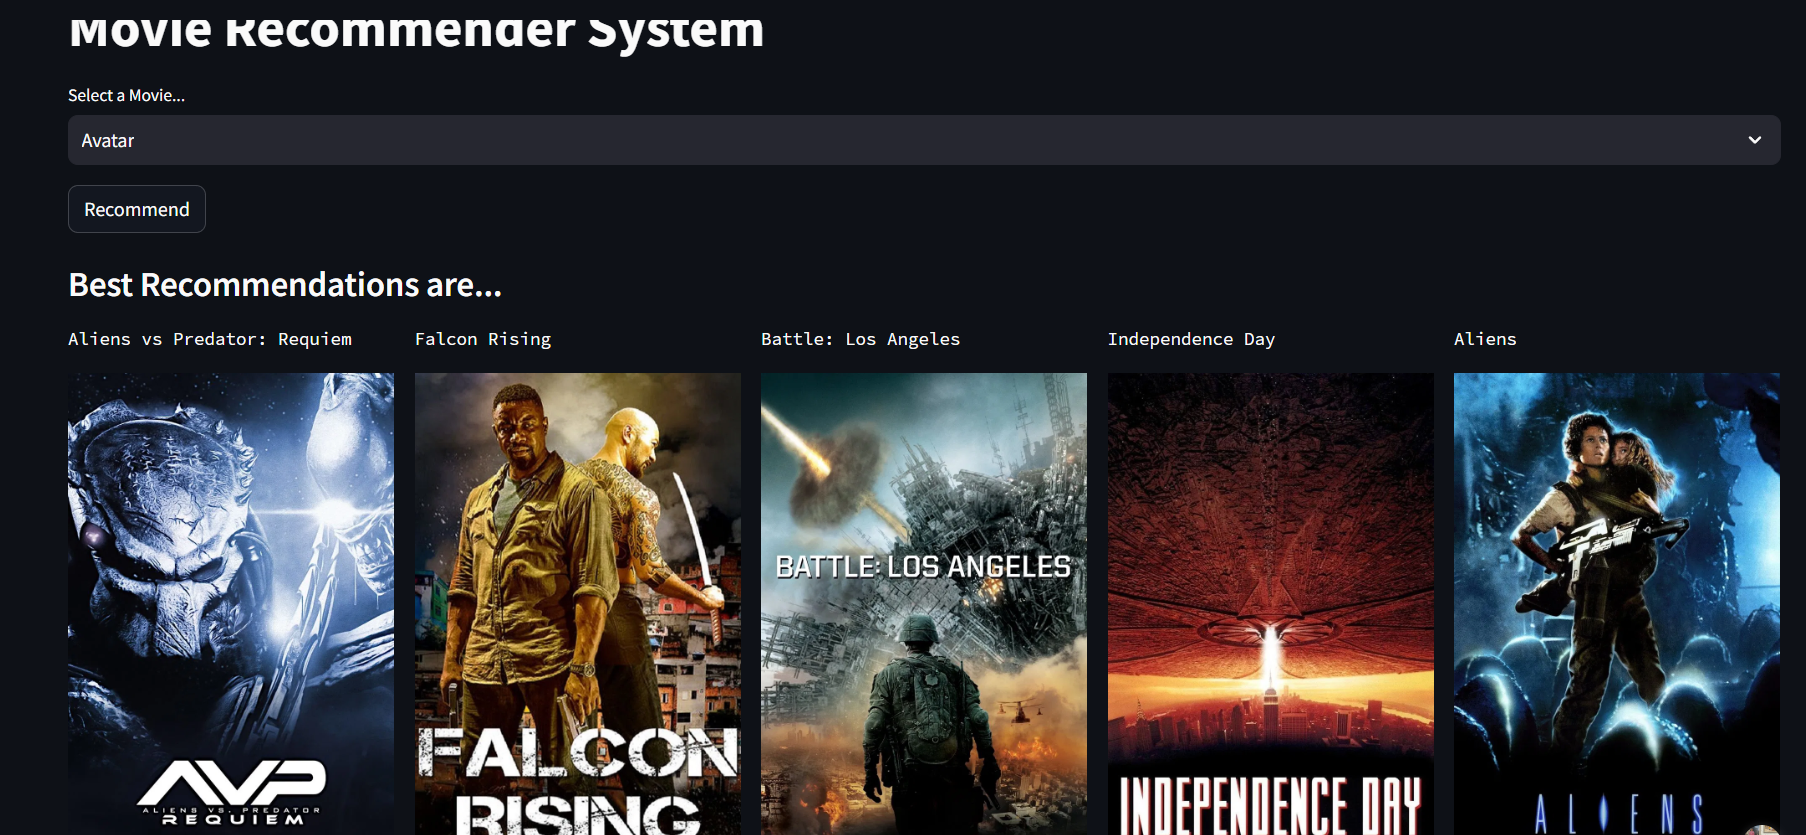 Movie Recommender System
Select a Movie...
Avatar
Recommend
Best Recommendations are...
Aliens vs Predator: Requiem
Falcon Rising
Battle: Los Angeles
Independence Day
Aliens
AVP
ALIENS VS. PREDATOR
REQUIEM
FALCON
RISING
BATTLE: LOS ANGELES
INDEPENDENCE DAY
ALIENS